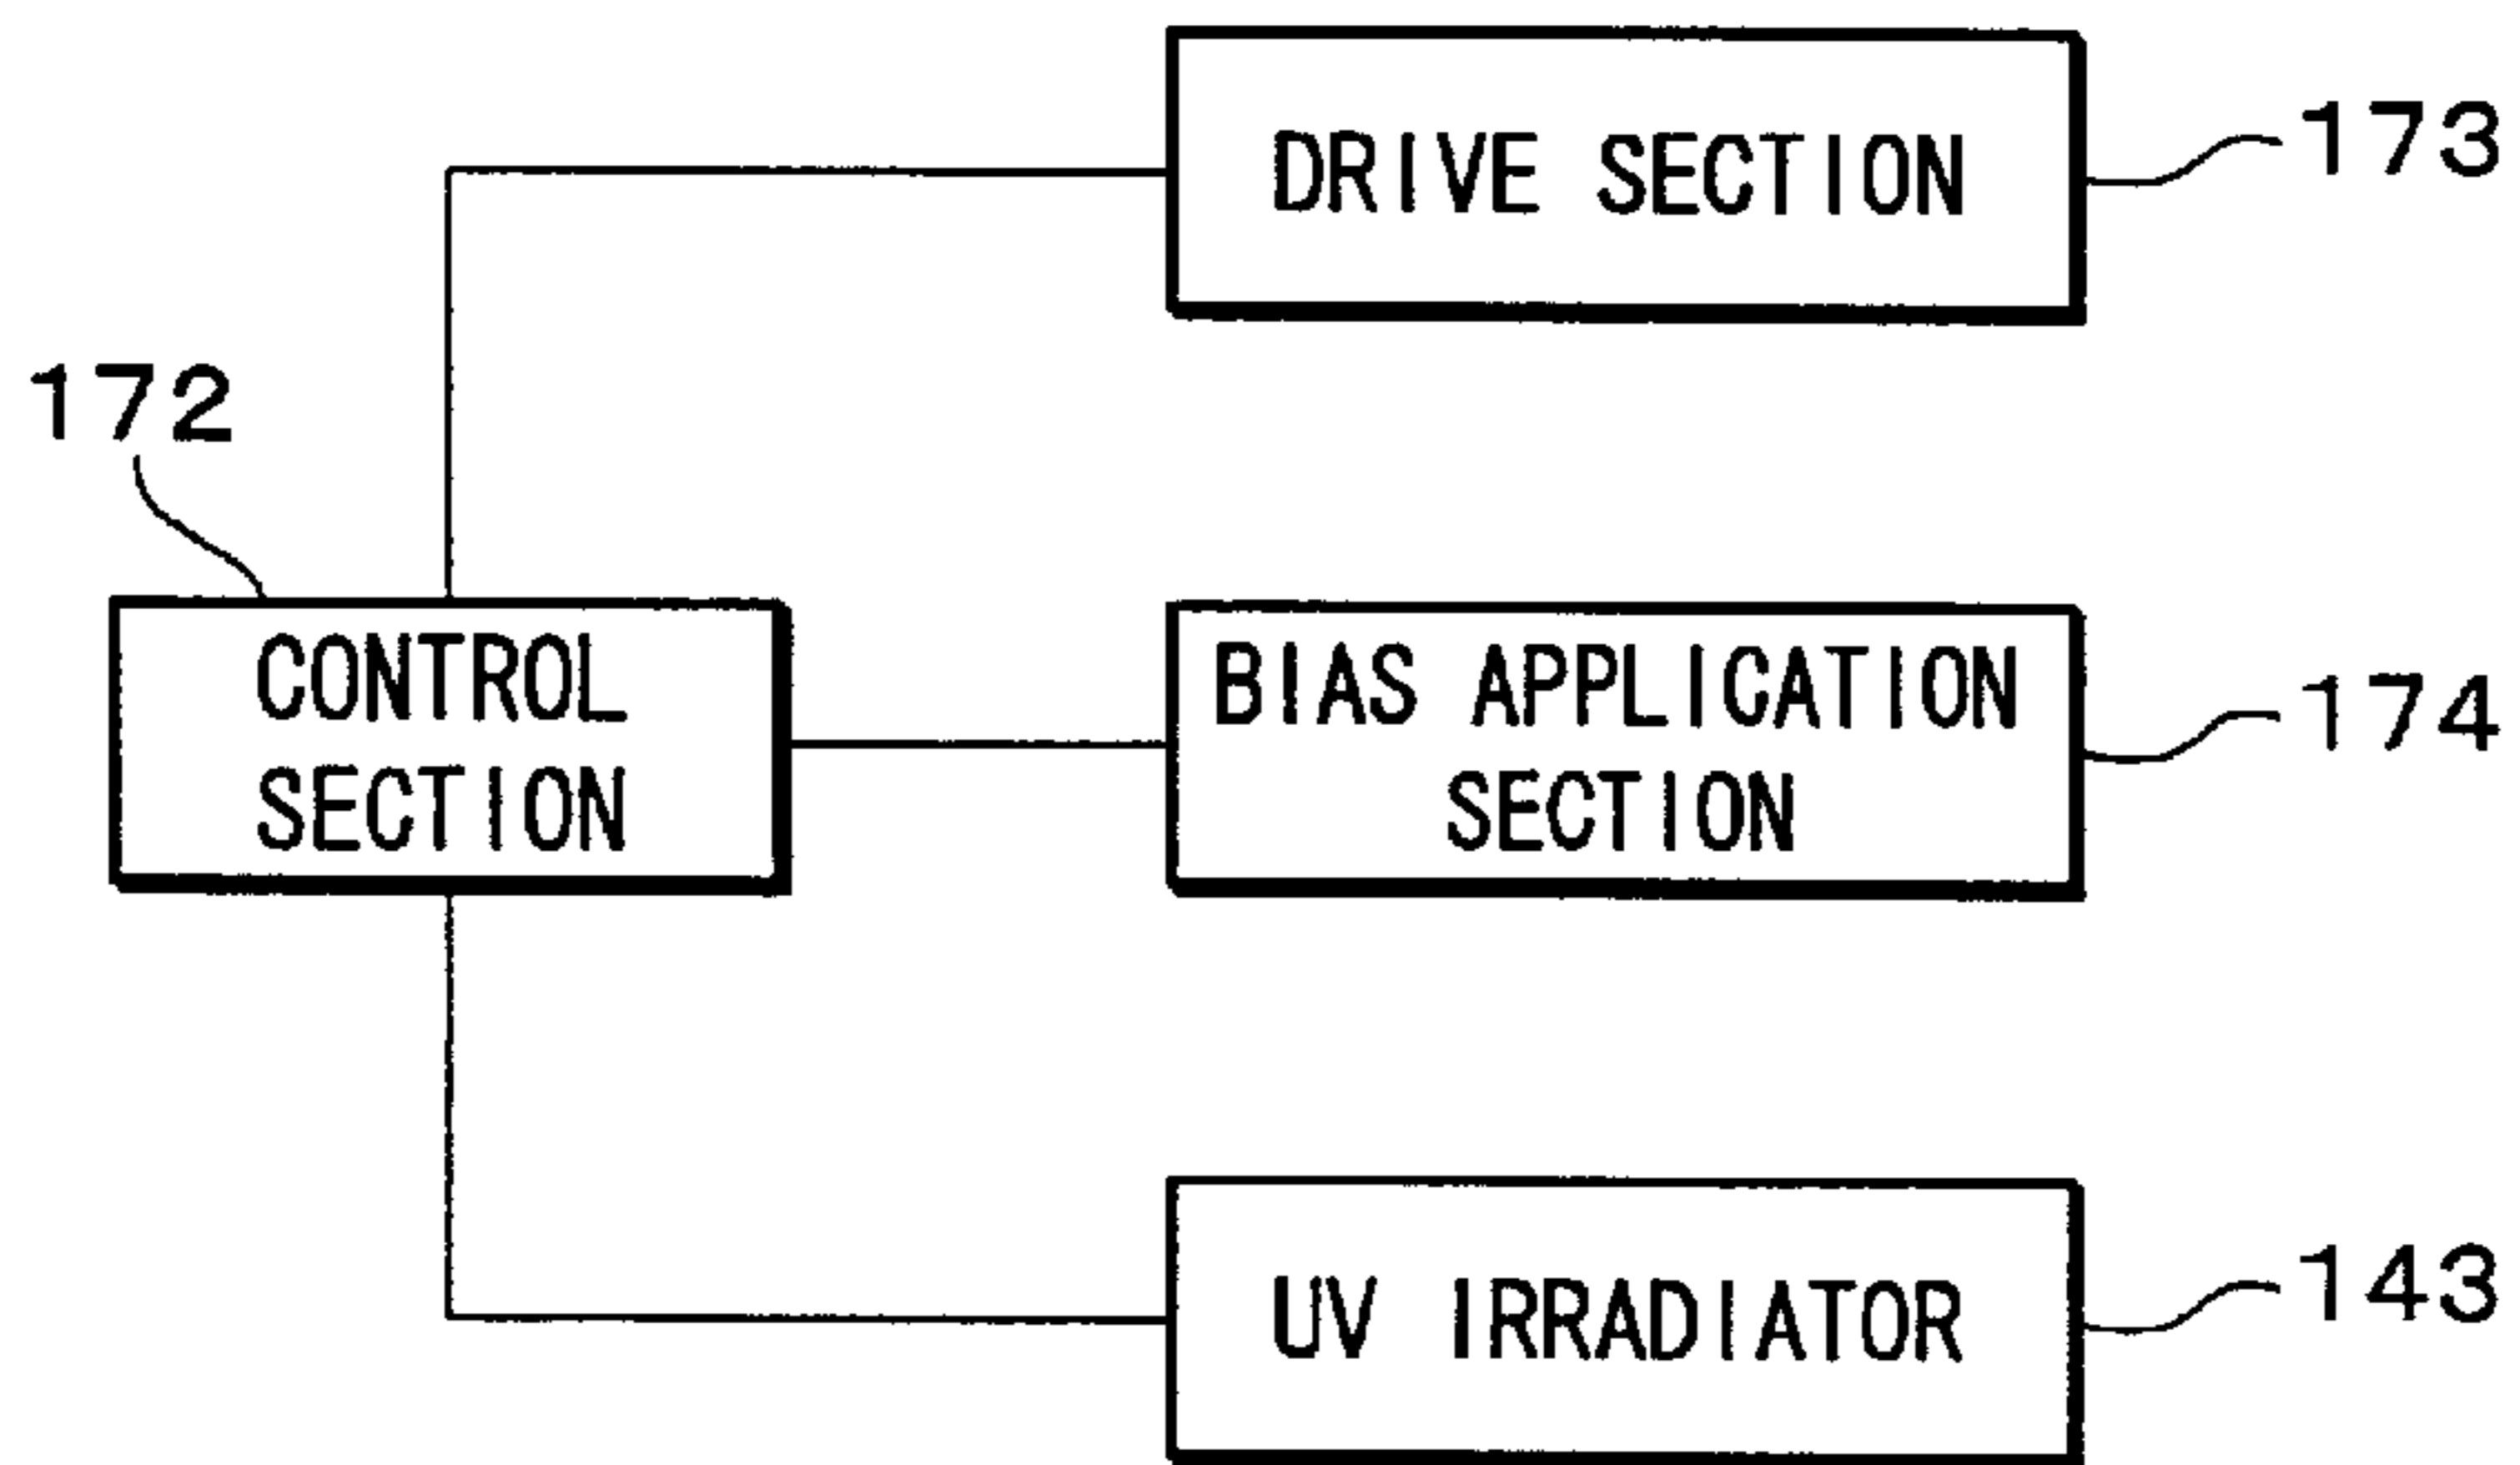 DRIVE SECTION
173
172
CONTROL
SECTION
BIAS APPLICATION
SECTION
174
UV IRRADIATOR
143